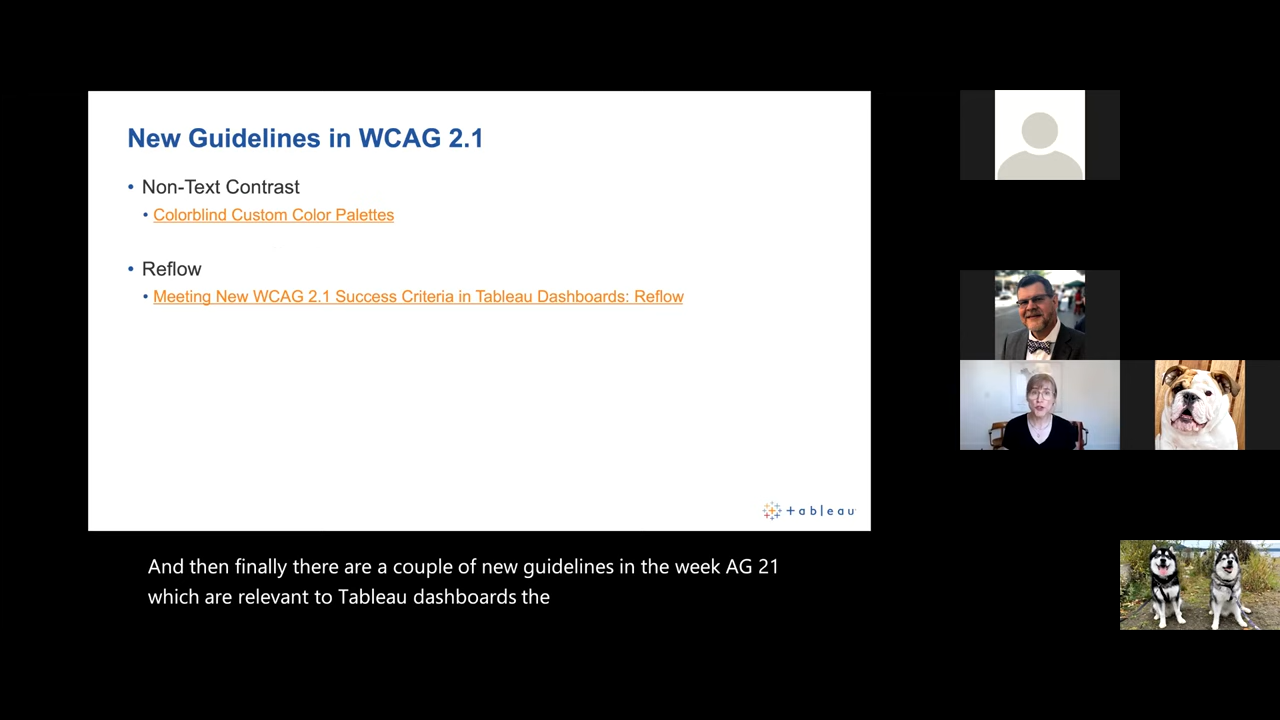 New Guidelines in WCAG 2.1
• Non-Text Contrast
• Colorblind Custom Color Palettes
• Reflow
• Meeting New WCAG 2.1 Success Criteria in Tableau Dashboards: Reflow
+ableau
And then finally there are a couple of new guidelines in the week AG 21
which are relevant to Tableau dashboards the